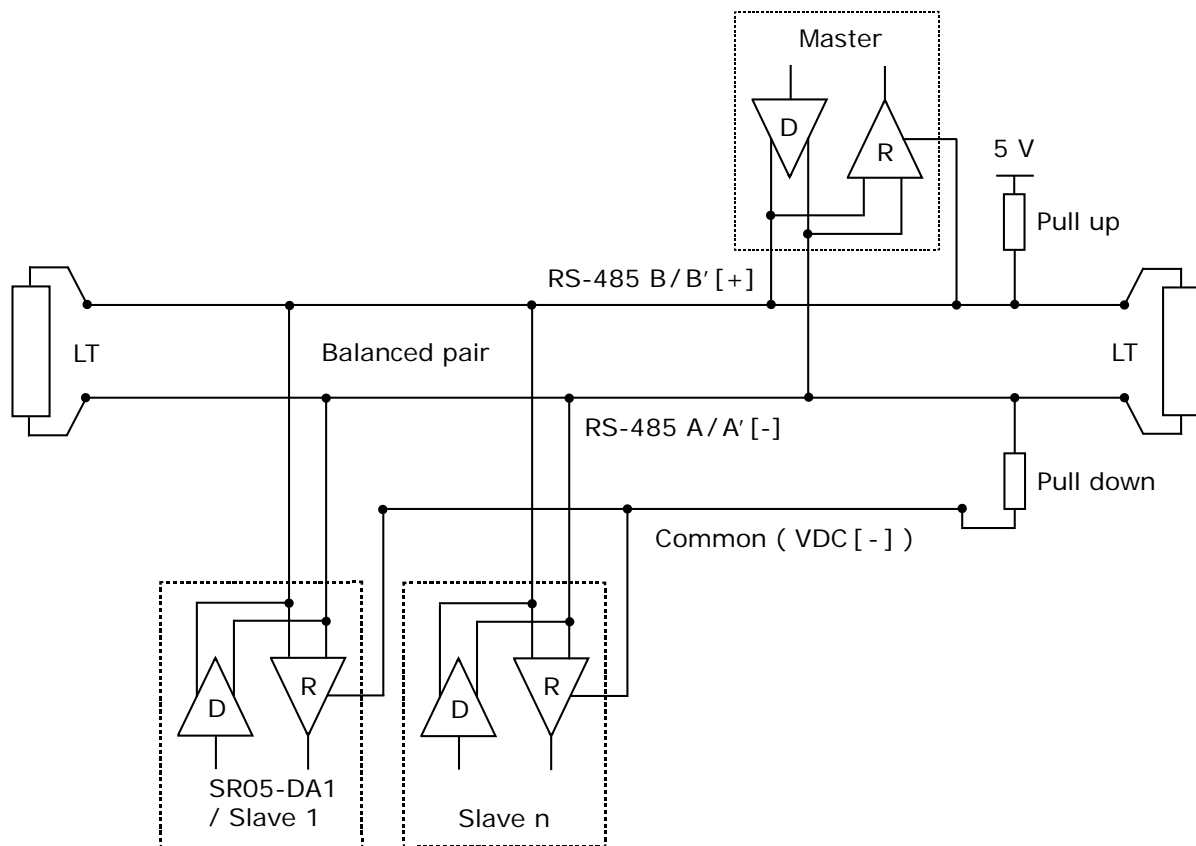 Master
D
R
5 V
Pull up
RS-485 B/B' [+]
LT
Balanced pair
LT
RS-485 A/A' [-]
Pull down
Common ( VDC [ - ] )
D
R
D
R
SR05-DA1
/ Slave 1
Slave n